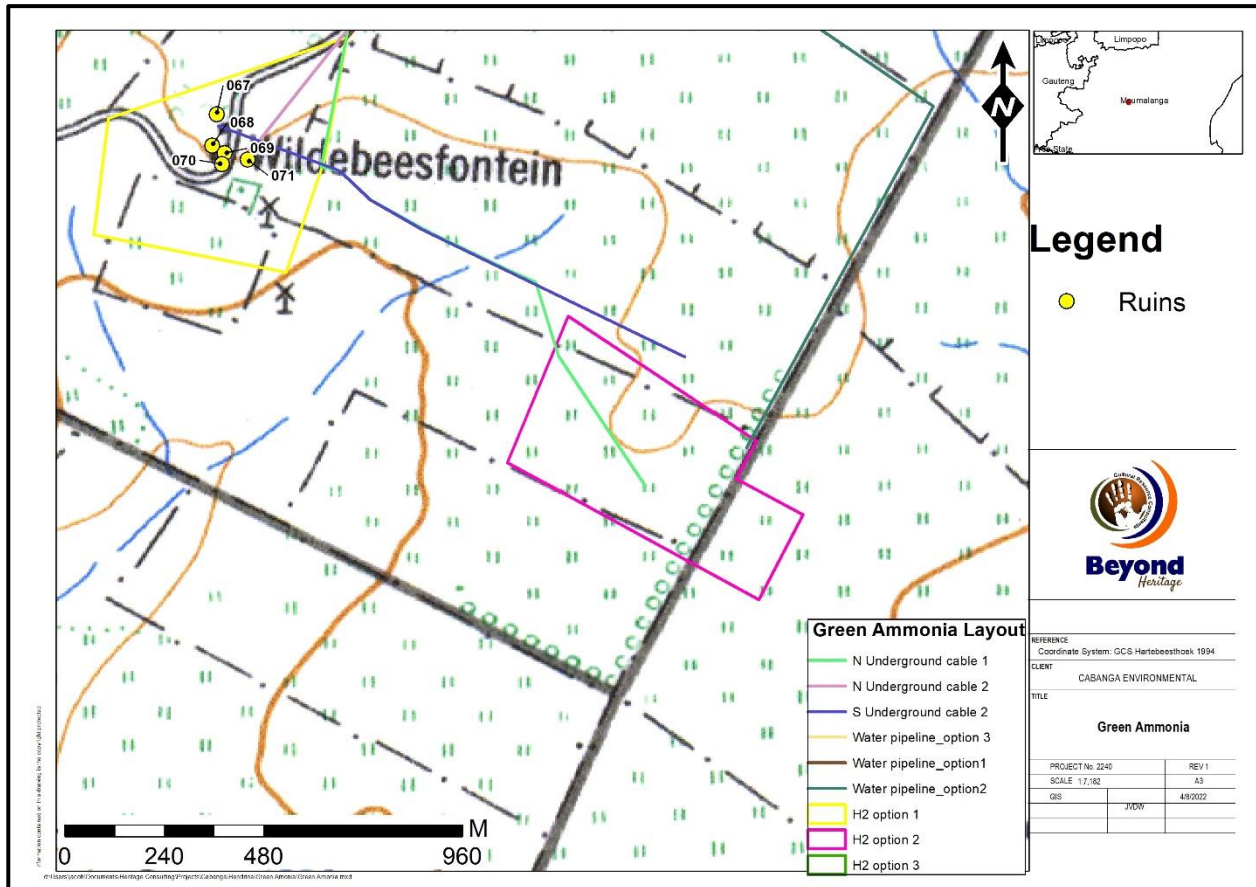 067
068
069
070
071
Wildebeesfontein
N
M
0 240 480 960
Limpopo
Limpopo
Gauteng
Legend
Ruins
Beyond
Heritage
Green Ammonia Layout
N Underground cable 1
N Underground cable 2
S Underground cable 2
Water pipeline_option 3
Water pipeline_option1
Water pipeline_option2
H2 option 1
H2 option 2
H2 option 3
REFERENCE
Coordinate System: GCS Hartebeesthoek 1994
CLIENT
CABANGA ENVIRONMENTAL
TITLE
Green Ammonia
PROJECT No. 2240 REV 1
SCALE 1:7,182 A3
GIS 4/8/2022
JVDW